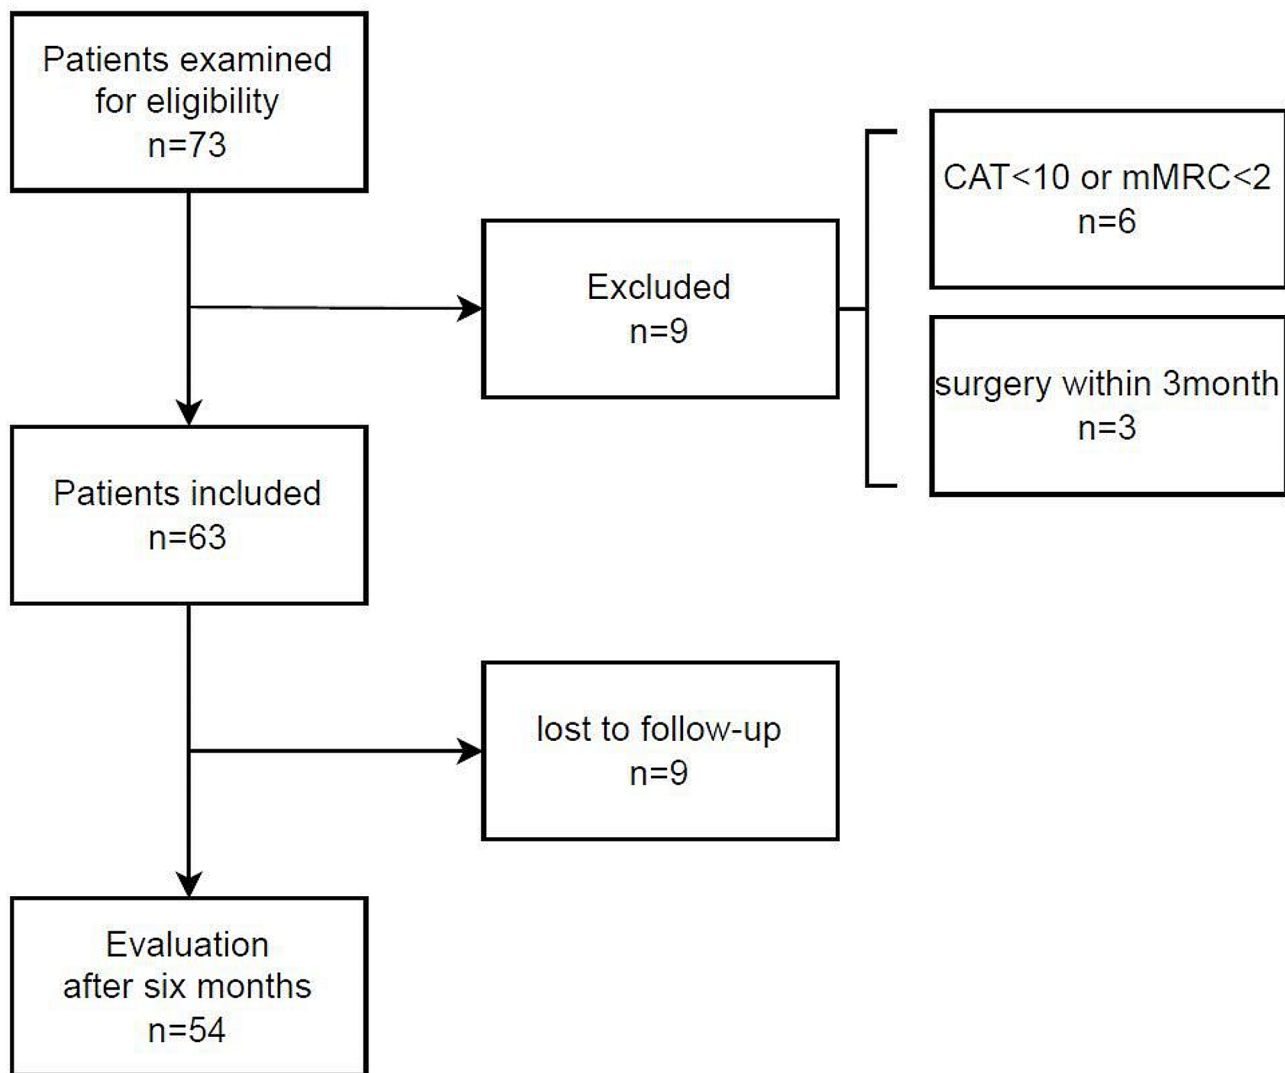 Patients examined
for eligibility
n=73
Excluded
n=9
CAT<10 or mMRC<2
n=6
surgery within 3month
n=3
Patients included
n=63
lost to follow-up
n=9
Evaluation
after six months
n=54